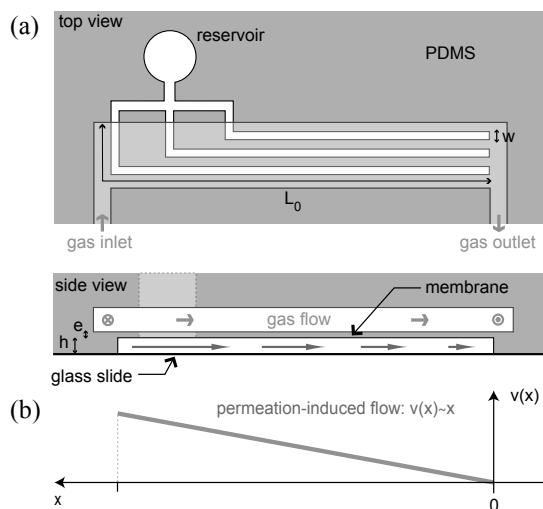 (a)
top view
reservoir
PDMS
w
L₀
gas inlet
gas outlet
side view
membrane
e
gas flow
h
glass slide
(b)
permeation-induced flow: v(x)~x
v(x)
x
0